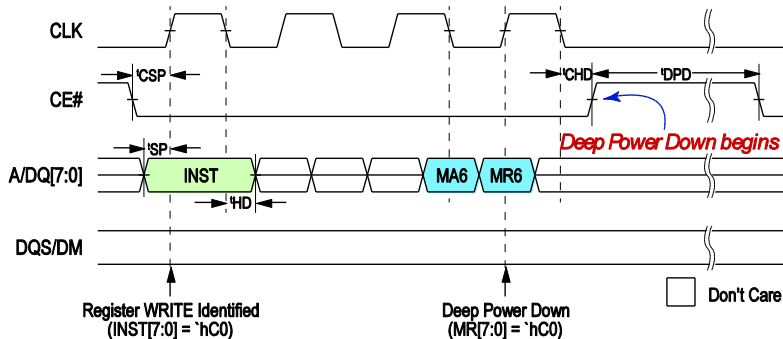 CLK
tCSP
tCHD
tDPD
CE#
Deep Power Down begins
tSP
A/DQ[7:0]
INST
MA6
MR6
tHD
DQS/DM
Register WRITE Identified
(INST[7:0] = `hC0)
Deep Power Down
(MR[7:0] = `hC0)
Don't Care